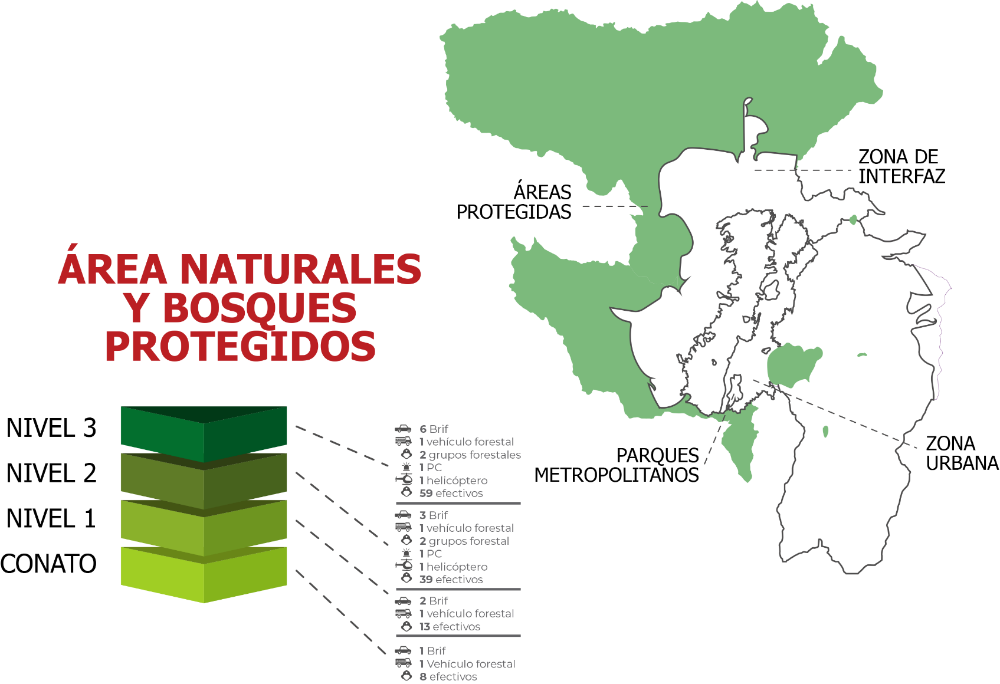 ZONA DE
INTERFAZ
ÁREAS
PROTEGIDAS
ÁREA NATURALES
Y BOSQUES
PROTEGIDOS
PARQUES
METROPOLITANOS
ZONA
URBANA
NIVEL 3
NIVEL 2
NIVEL 1
CONATO
6 Brif
1 vehículo forestal
2 grupos forestales
1 PC
1 helicóptero
59 efectivos
3 Brif
1 vehículo forestal
2 grupos forestal
1 PC
1 helicóptero
39 efectivos
2 Brif
1 vehículo forestal
13 efectivos
1 Brif
1 Vehículo forestal
8 efectivos